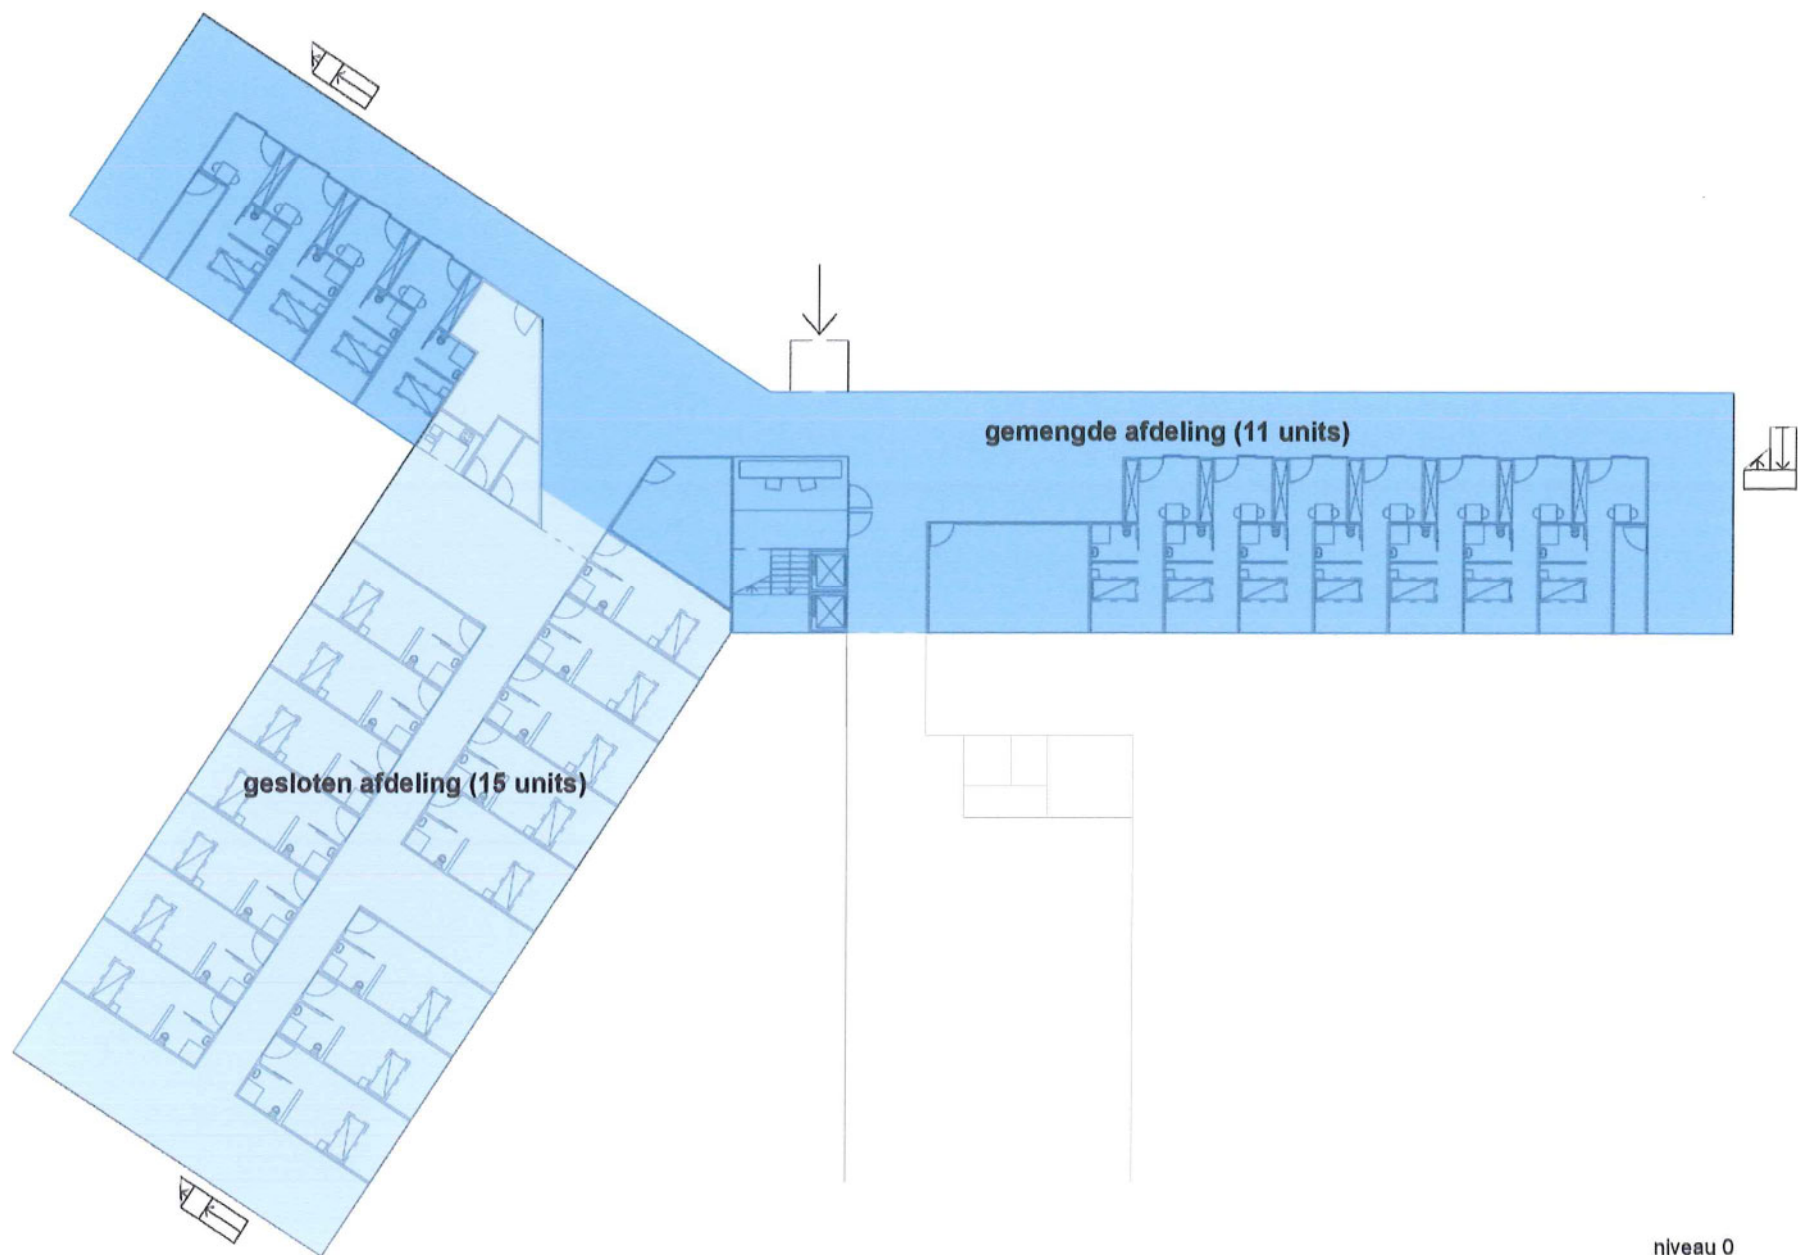 gemengde afdeling (11 units)
gesloten afdeling (15 units)
niveau 0